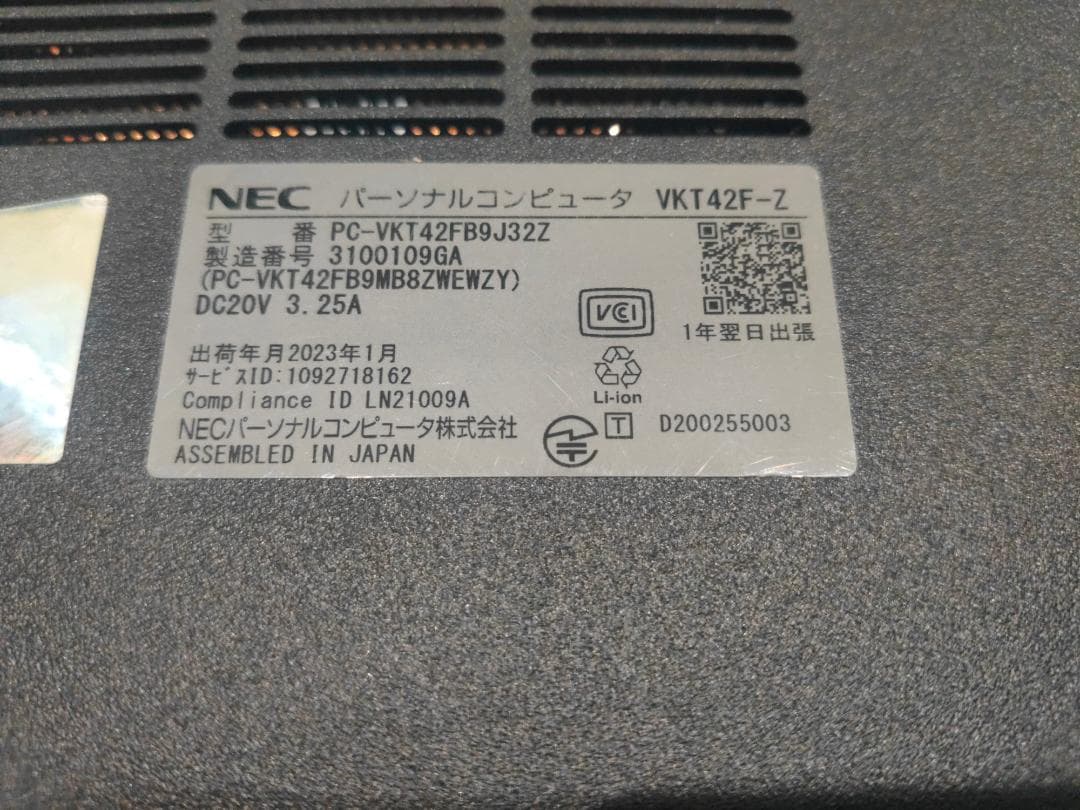 NEC パーソナルコンピュータ VKT42F-Z
型 番 PC-VKT42FB9J32Z
製造番号 3100109GA
(PC-VKT42FB9MB8ZWEWZY)
DC20V 3.25A
VCCI
1年翌日出張
出荷年月2023年1月
ｻｰﾋﾞｽID:1092718162
Li-ion
Compliance ID LN21009A
NECパーソナルコンピュータ株式会社
T D200255003
ASSEMBLED IN JAPAN